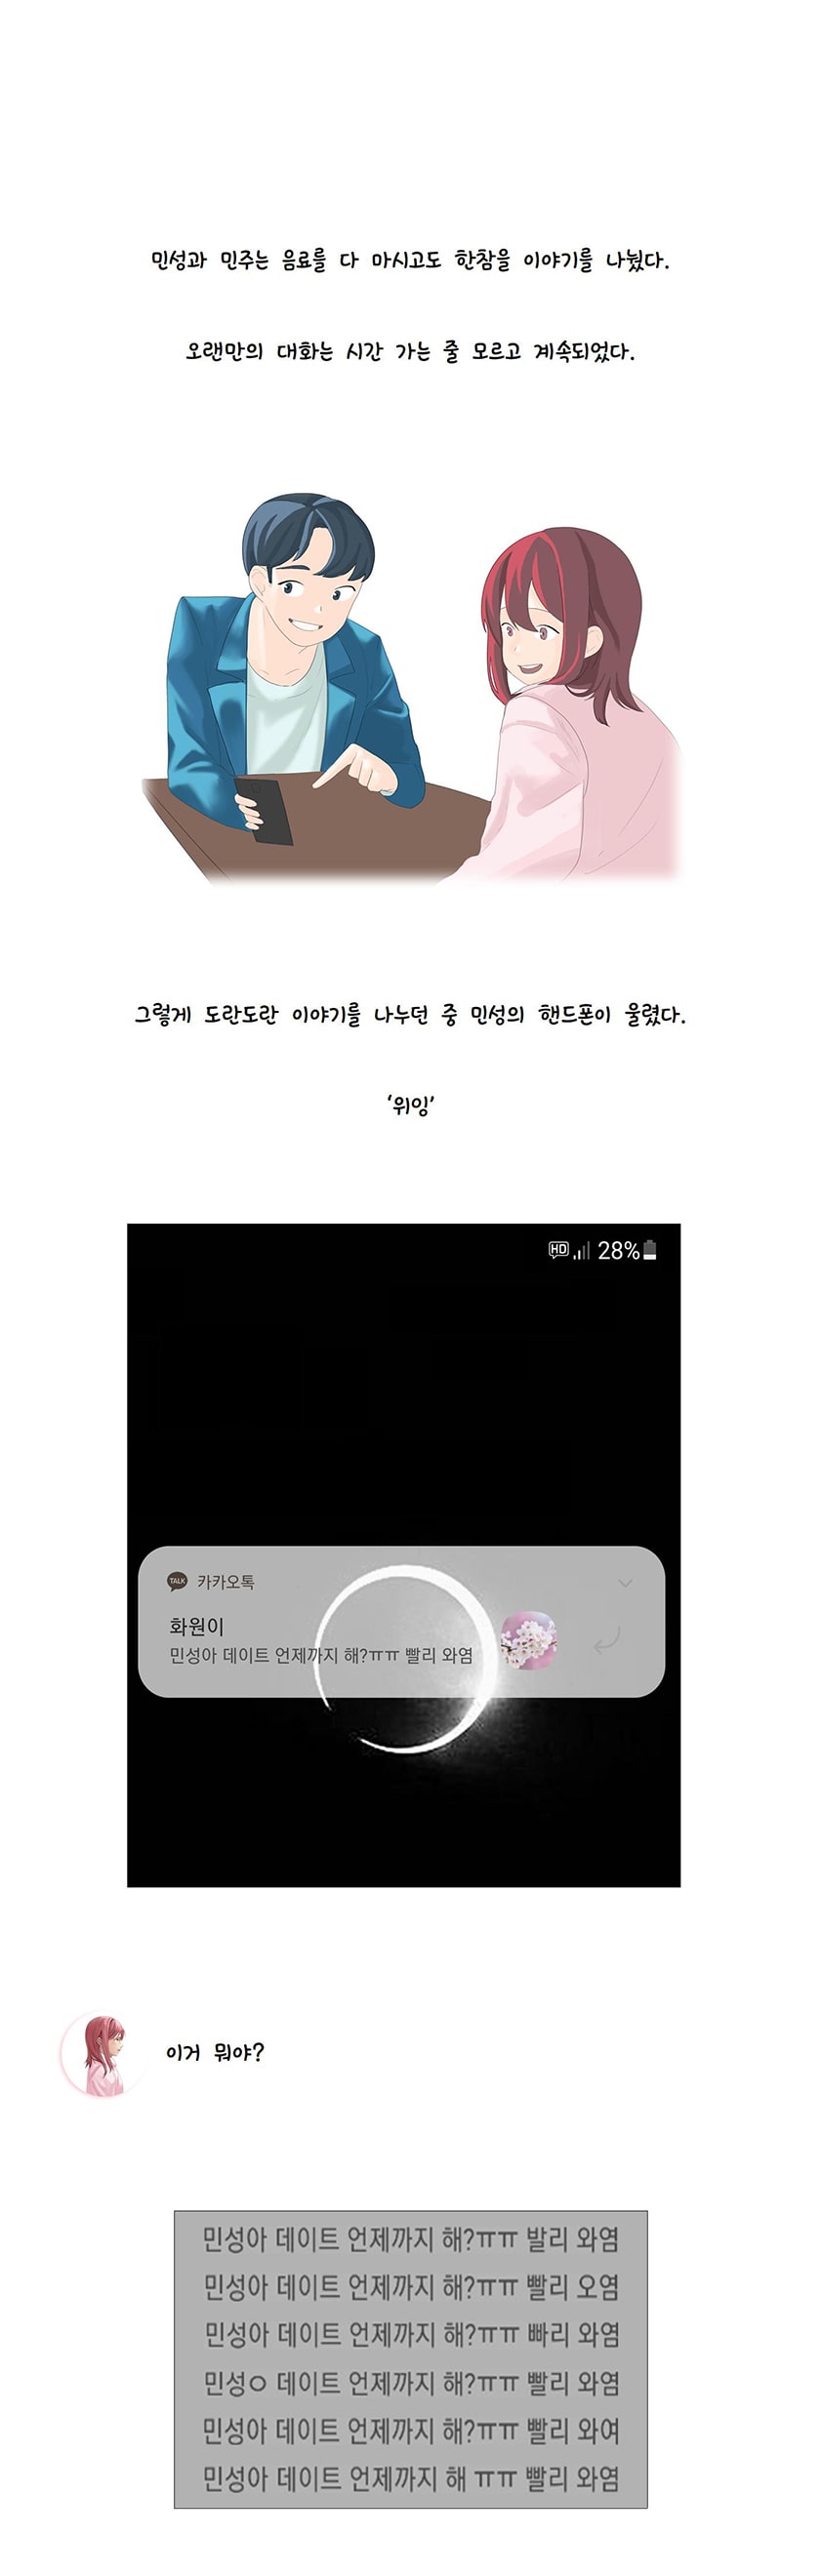 민성과 민주는 음료를 다 마시고도 한참을 이야기를 나눴다.
오랜만의 대화는 시간 가는 줄 모르고 계속되었다.
그렇게 도란도란 이야기를 나누던 중 민성의 핸드폰이 울렸다.
‘위잉’
HD 28%
TALK 카카오톡
화원이
민성아 데이트 언제까지 해?ㅠㅠ 빨리 와염
이거 뭐야?
민성아 데이트 언제까지 해?ㅠㅠ 발리 와염
민성아 데이트 언제까지 해?ㅠㅠ 빨리 오염
민성아 데이트 언제까지 해?ㅠㅠ 빠리 와염
민성ㅇ 데이트 언제까지 해?ㅠㅠ 빨리 와염
민성아 데이트 언제까지 해?ㅠㅠ 빨리 와여
민성아 데이트 언제까지 해 ㅠㅠ 빨리 와염